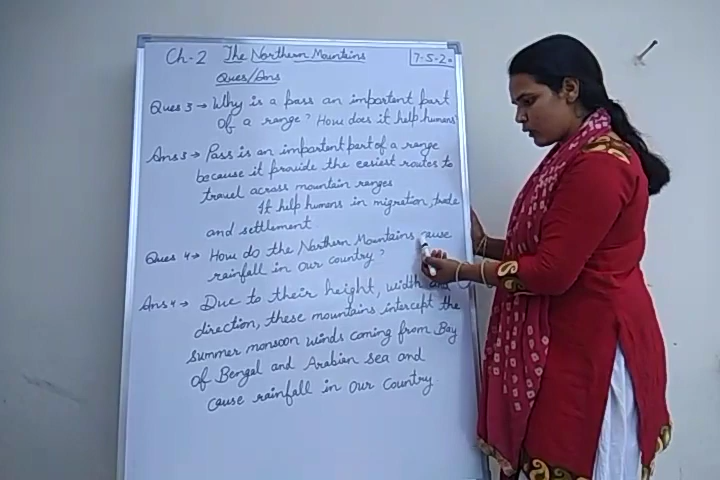 Ch-2 The Northern Mountains 7-5-20
Ques/Ans
Ques 3 → Why is a pass an important part
of a range? How does it help humans?
Ans 3 → Pass is an important part of a range
because it provide the easiest routes to
travel across mountain ranges
It help humans in migration, trade
and settlement
Ques 4 → How do the Northern Mountains cause
rainfall in our country?
Ans 4 → Due to their height, width and
direction, these mountains intercept the
summer monsoon winds coming from Bay
of Bengal and Arabian sea and
cause rainfall in our country